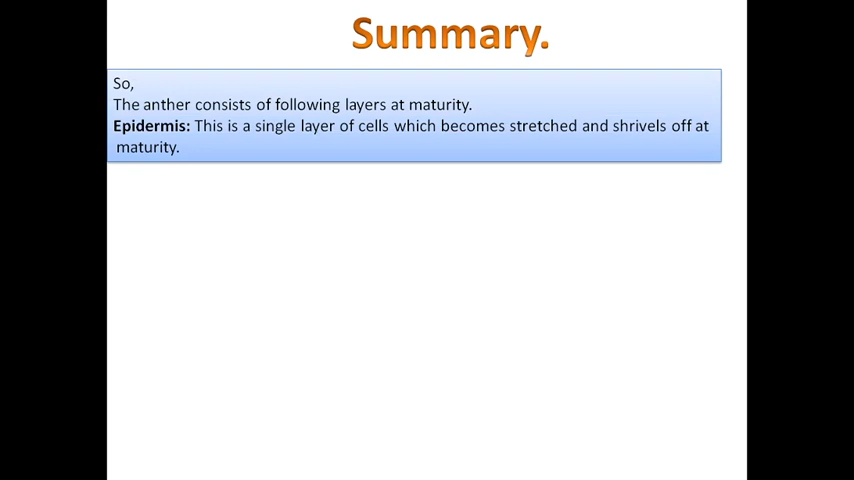 Summary.
So,
The anther consists of following layers at maturity.
Epidermis: This is a single layer of cells which becomes stretched and shrivels off at
maturity.